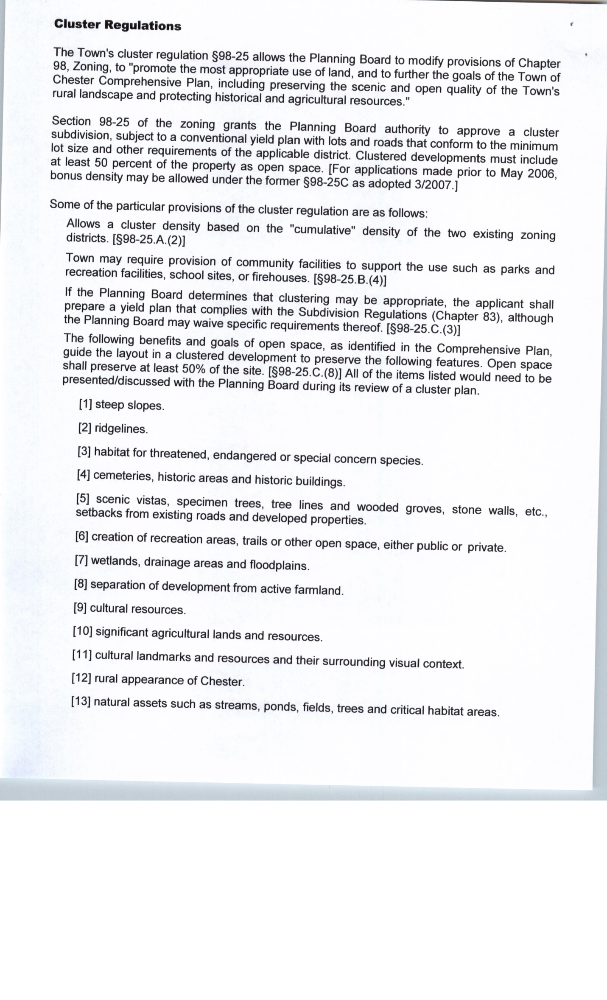 Cluster Regulations
The Town's cluster regulation §98-25 allows the Planning Board to modify provisions of Chapter
98, Zoning, to "promote the most appropriate use of land, and to further the goals of the Town of
Chester Comprehensive Plan, including preserving the scenic and open quality of the Town's
rural landscape and protecting historical and agricultural resources."
Section 98-25 of the zoning grants the Planning Board authority to approve a cluster
subdivision, subject to a conventional yield plan with lots and roads that conform to the minimum
lot size and other requirements of the applicable district. Clustered developments must include
at least 50 percent of the property as open space. [For applications made prior to May 2006,
bonus density may be allowed under the former §98-25C as adopted 3/2007.]
Some of the particular provisions of the cluster regulation are as follows:
Allows a cluster density based on the "cumulative" density of the two existing zoning
districts. [§98-25.A.(2)]
Town may require provision of community facilities to support the use such as parks and
recreation facilities, school sites, or firehouses. [§98-25.B.(4)]
If the Planning Board determines that clustering may be appropriate, the applicant shall
prepare a yield plan that complies with the Subdivision Regulations (Chapter 83), although
the Planning Board may waive specific requirements thereof. [§98-25.C.(3)]
The following benefits and goals of open space, as identified in the Comprehensive Plan,
guide the layout in a clustered development to preserve the following features. Open space
shall preserve at least 50% of the site. [§98-25.C.(8)] All of the items listed would need to be
presented/discussed with the Planning Board during its review of a cluster plan.
[1] steep slopes.
[2] ridgelines.
[3] habitat for threatened, endangered or special concern species.
[4] cemeteries, historic areas and historic buildings.
[5] scenic vistas, specimen trees, tree lines and wooded groves, stone walls, etc.,
setbacks from existing roads and developed properties.
[6] creation of recreation areas, trails or other open space, either public or private.
[7] wetlands, drainage areas and floodplains.
[8] separation of development from active farmland.
[9] cultural resources.
[10] significant agricultural lands and resources.
[11] cultural landmarks and resources and their surrounding visual context.
[12] rural appearance of Chester.
[13] natural assets such as streams, ponds, fields, trees and critical habitat areas.